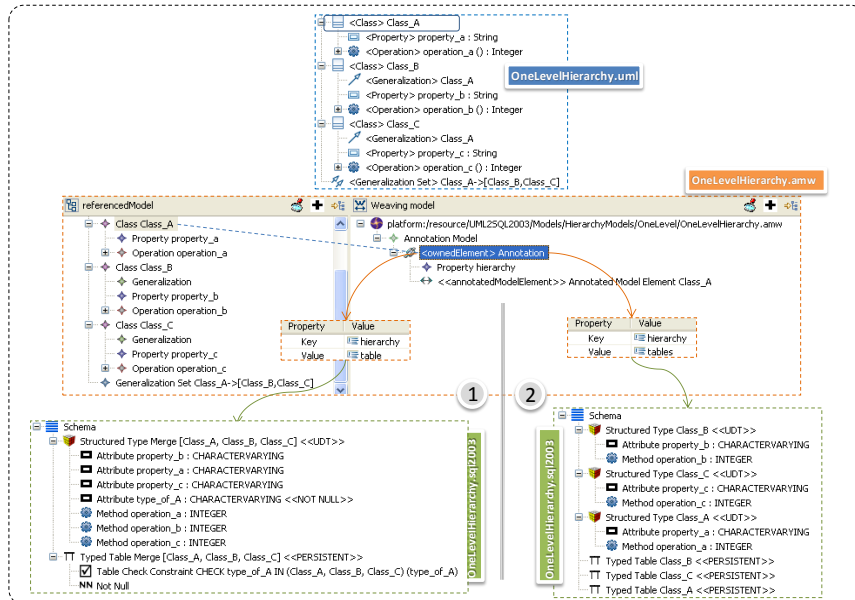 <Class> Class_A
<Property> property_a : String
<Operation> operation_a () : Integer
<Class> Class_B
<Generalization> Class_A
<Property> property_b : String
<Operation> operation_b () : Integer
<Class> Class_C
<Generalization> Class_A
<Property> property_c : String
<Operation> operation_c () : Integer
<Generalization Set> Class_A->[Class_B,Class_C]
OneLevelHierarchy.uml
OneLevelHierarchy.amw
referencedModel
Class Class_A
Property property_a
Operation operation_a
Class Class_B
Generalization
Property property_b
Operation operation_b
Class Class_C
Generalization
Property property_c
Operation operation_c
Generalization Set Class_A->[Class_B,Class_C]
Weaving model
platform:/resource/UML2SQL2003/Models/HierarchyModels/OneLevel/OneLevelHierarchy.amw
Annotation Model
<ownedElement> Annotation
Property hierarchy
<<annotatedModelElement>> Annotated Model Element Class_A
Property Value
Key hierarchy
Value table
Property Value
Key hierarchy
Value tables
1
2
Schema
Structured Type Merge [Class_A, Class_B, Class_C] <<UDT>>
Attribute property_b : CHARACTERVARYING
Attribute property_a : CHARACTERVARYING
Attribute property_c : CHARACTERVARYING
Attribute type_of_A : CHARACTERVARYING <<NOT NULL>>
Method operation_a : INTEGER
Method operation_b : INTEGER
Method operation_c : INTEGER
Typed Table Merge [Class_A, Class_B, Class_C] <<PERSISTENT>>
Table Check Constraint CHECK type_of_A IN (Class_A, Class_B, Class_C) (type_of_A)
NN Not Null
OneLevelHierarchy.sql2003
OneLevelHierarchy.sql2003
Schema
Structured Type Class_B <<UDT>>
Attribute property_b : CHARACTERVARYING
Method operation_b : INTEGER
Structured Type Class_C <<UDT>>
Attribute property_c : CHARACTERVARYING
Method operation_c : INTEGER
Structured Type Class_A <<UDT>>
Attribute property_a : CHARACTERVARYING
Method operation_a : INTEGER
Typed Table Class_B <<PERSISTENT>>
Typed Table Class_C <<PERSISTENT>>
Typed Table Class_A <<PERSISTENT>>